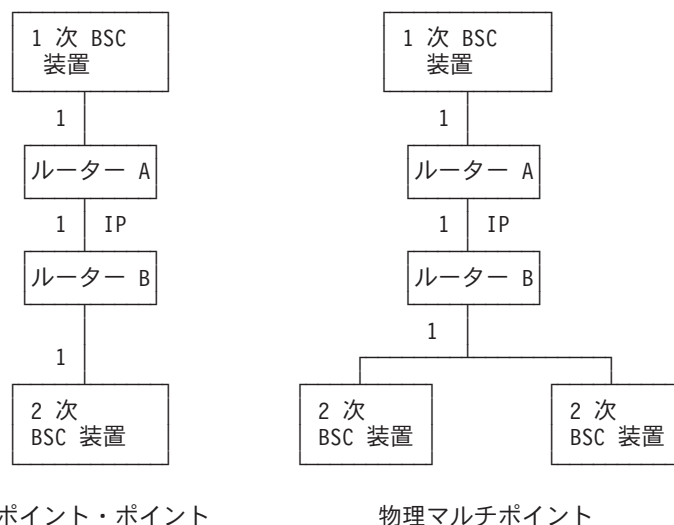 1 次 BSC
装置
1
ルーター A
1 IP
ルーター B
1
2 次
BSC 装置
ポイント・ポイント
1 次 BSC
装置
1
ルーター A
1 IP
ルーター B
1
2 次
BSC 装置
2 次
BSC 装置
物理マルチポイント